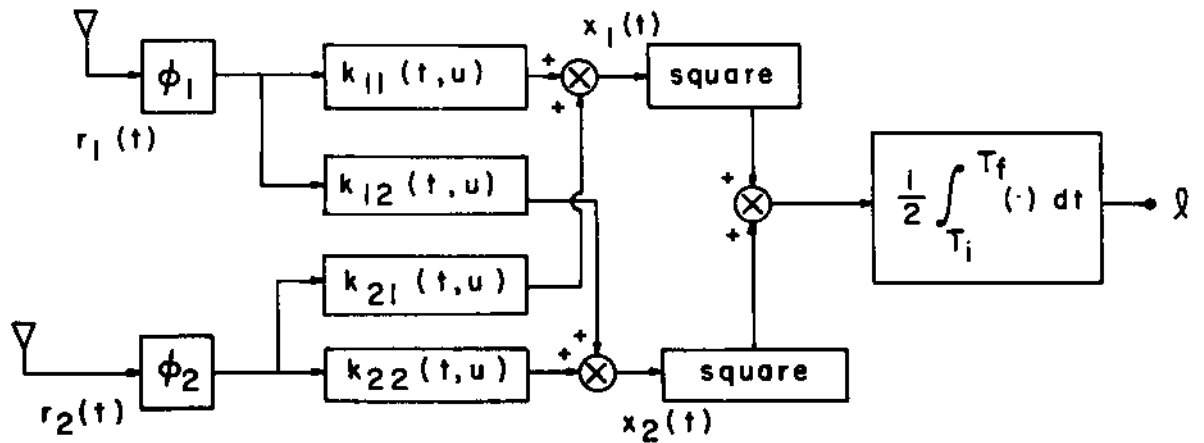 x₁(t)
ϕ₁
k₁₁ (t,u)
+
+
square
r₁(t)
k₁₂ (t,u)
+
+
1/2 ∫ Tf Ti (·) dt
ℓ
k₂₁ (t,u)
+
+
ϕ₂
k₂₂ (t,u)
square
r₂(t)
x₂(t)